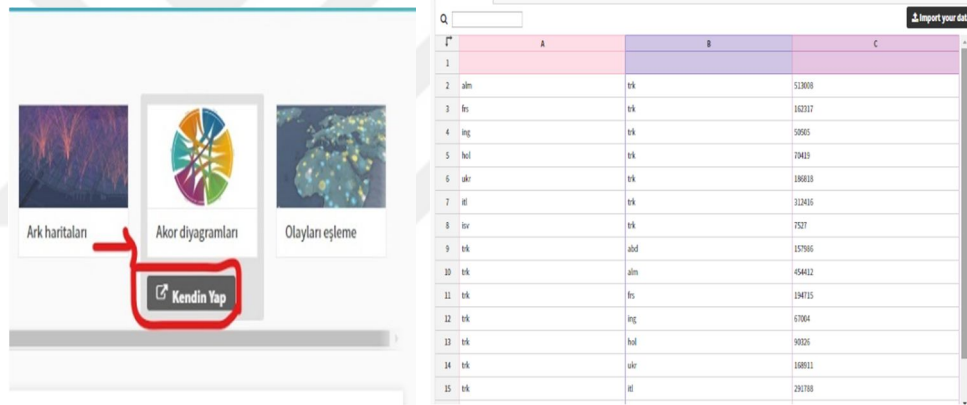 Ark haritaları
Akor diyagramları
Olayları eşleme
Kendin Yap
Import your dat
A B C
1
2 alm trk 513008
3 frs trk 162317
4 ing trk 50505
5 hol trk 70419
6 ukr trk 186818
7 itl trk 312416
8 isv trk 7527
9 trk abd 157986
10 trk alm 454412
11 trk frs 194715
12 trk ing 67004
13 trk hol 90326
14 trk ukr 168911
15 trk itl 291788